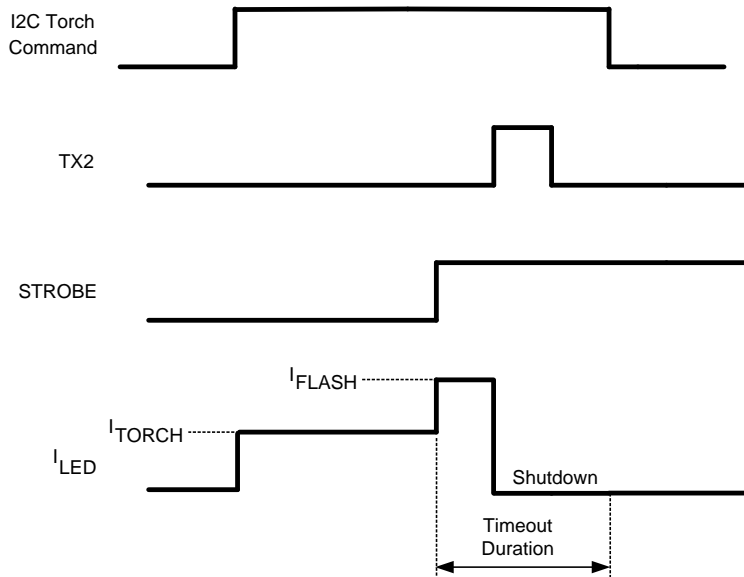 I2C Torch
Command
TX2
STROBE
IFLASH
ITORCH
ILED
Shutdown
Timeout
Duration